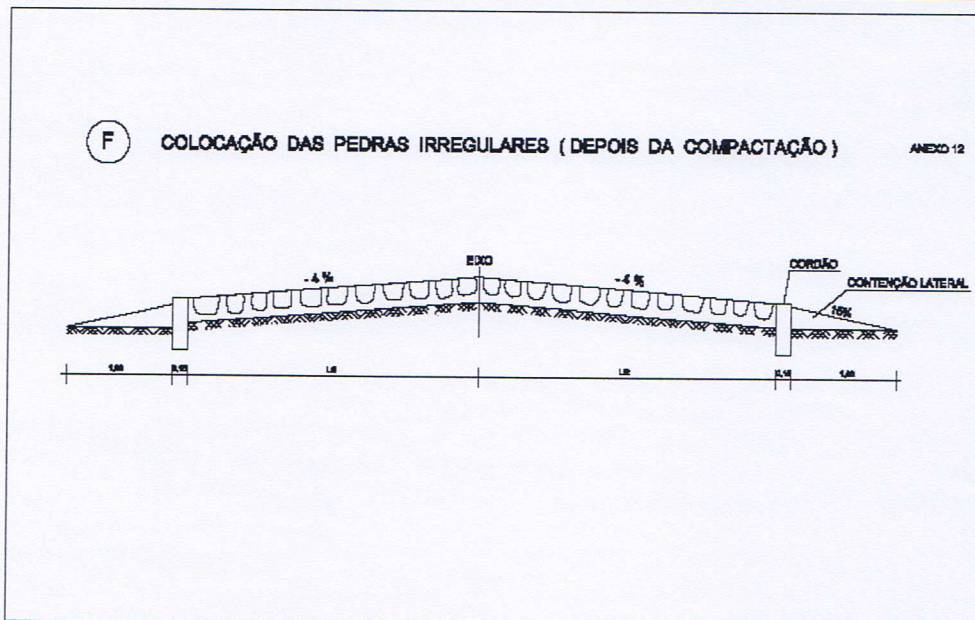 F
COLOCAÇÃO DAS PEDRAS IRREGULARES ( DEPOIS DA COMPACTAÇÃO )
ANEXO 12
EIXO
- 4 %
- 4 %
CORDÃO
CONTENÇÃO LATERAL
15%